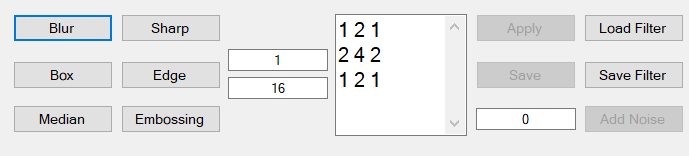 Blur
Sharp
1 2 1
2 4 2
1 2 1
Apply
Load Filter
Box
Edge
1
16
Save
Save Filter
Median
Embossing
0
Add Noise